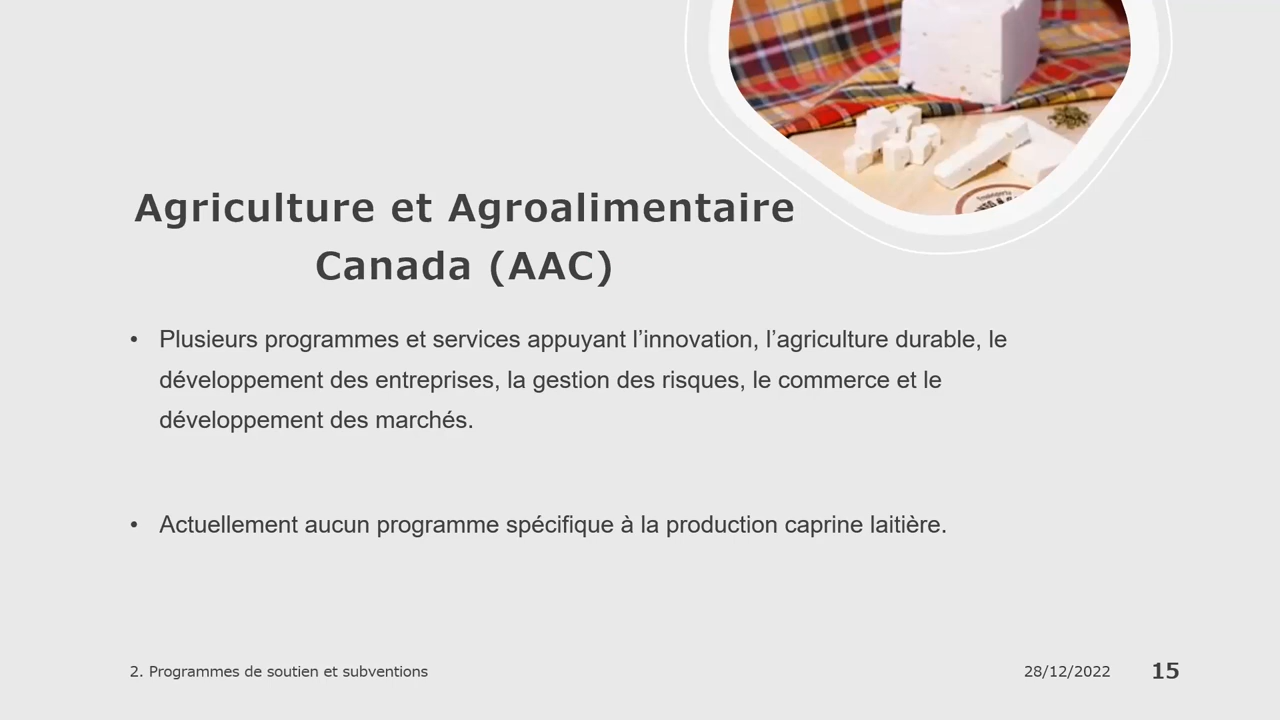 Agriculture et Agroalimentaire
Canada (AAC)
• Plusieurs programmes et services appuyant l’innovation, l’agriculture durable, le
développement des entreprises, la gestion des risques, le commerce et le
développement des marchés.
• Actuellement aucun programme spécifique à la production caprine laitière.
2. Programmes de soutien et subventions
28/12/2022
15